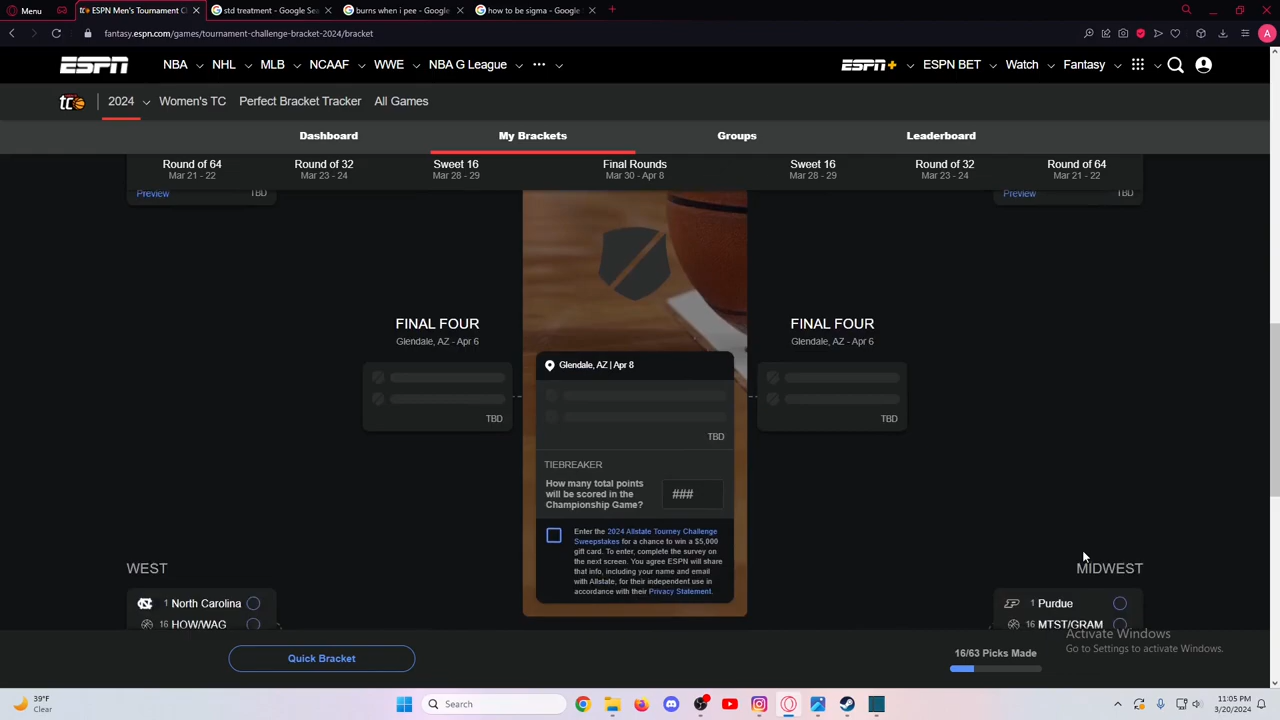 Menu
ESPN Men's Tournament C
std treatment - Google Sea
burns when i pee - Google
how to be sigma - Google
fantasy.espn.com/games/tournament-challenge-bracket-2024/bracket
A
ESPN NBA NHL MLB NCAAF WWE NBA G League
ESPN+ ESPN BET Watch Fantasy
tc 2024 Women's TC Perfect Bracket Tracker All Games
Dashboard My Brackets Groups Leaderboard
Round of 64 Round of 32 Sweet 16 Final Rounds Sweet 16 Round of 32 Round of 64
Mar 21 - 22 Mar 23 - 24 Mar 28 - 29 Mar 30 - Apr 8 Mar 28 - 29 Mar 23 - 24 Mar 21 - 22
Preview TBD Preview TBD
FINAL FOUR
Glendale, AZ - Apr 6
TBD
Glendale, AZ | Apr 8
TBD
TIEBREAKER
How many total points
will be scored in the
Championship Game?
###
Enter the 2024 Allstate Tourney Challenge
Sweepstakes for a chance to win a $5,000
gift card. To enter, complete the survey on
the next screen. You agree ESPN will share
that info, including your name and email
with Allstate, for their independent use in
accordance with their Privacy Statement.
FINAL FOUR
Glendale, AZ - Apr 6
TBD
WEST
1 North Carolina
16 HOW/WAG
MIDWEST
1 Purdue
16 MTST/GRAM
Activate Windows
Go to Settings to activate Windows.
Quick Bracket
16/63 Picks Made
39°F
Clear
Search
11:05 PM
3/20/2024